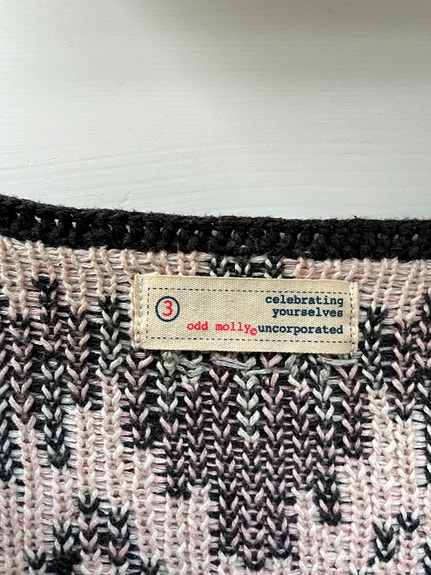 3
celebrating
yourselves
odd molly© uncorporated